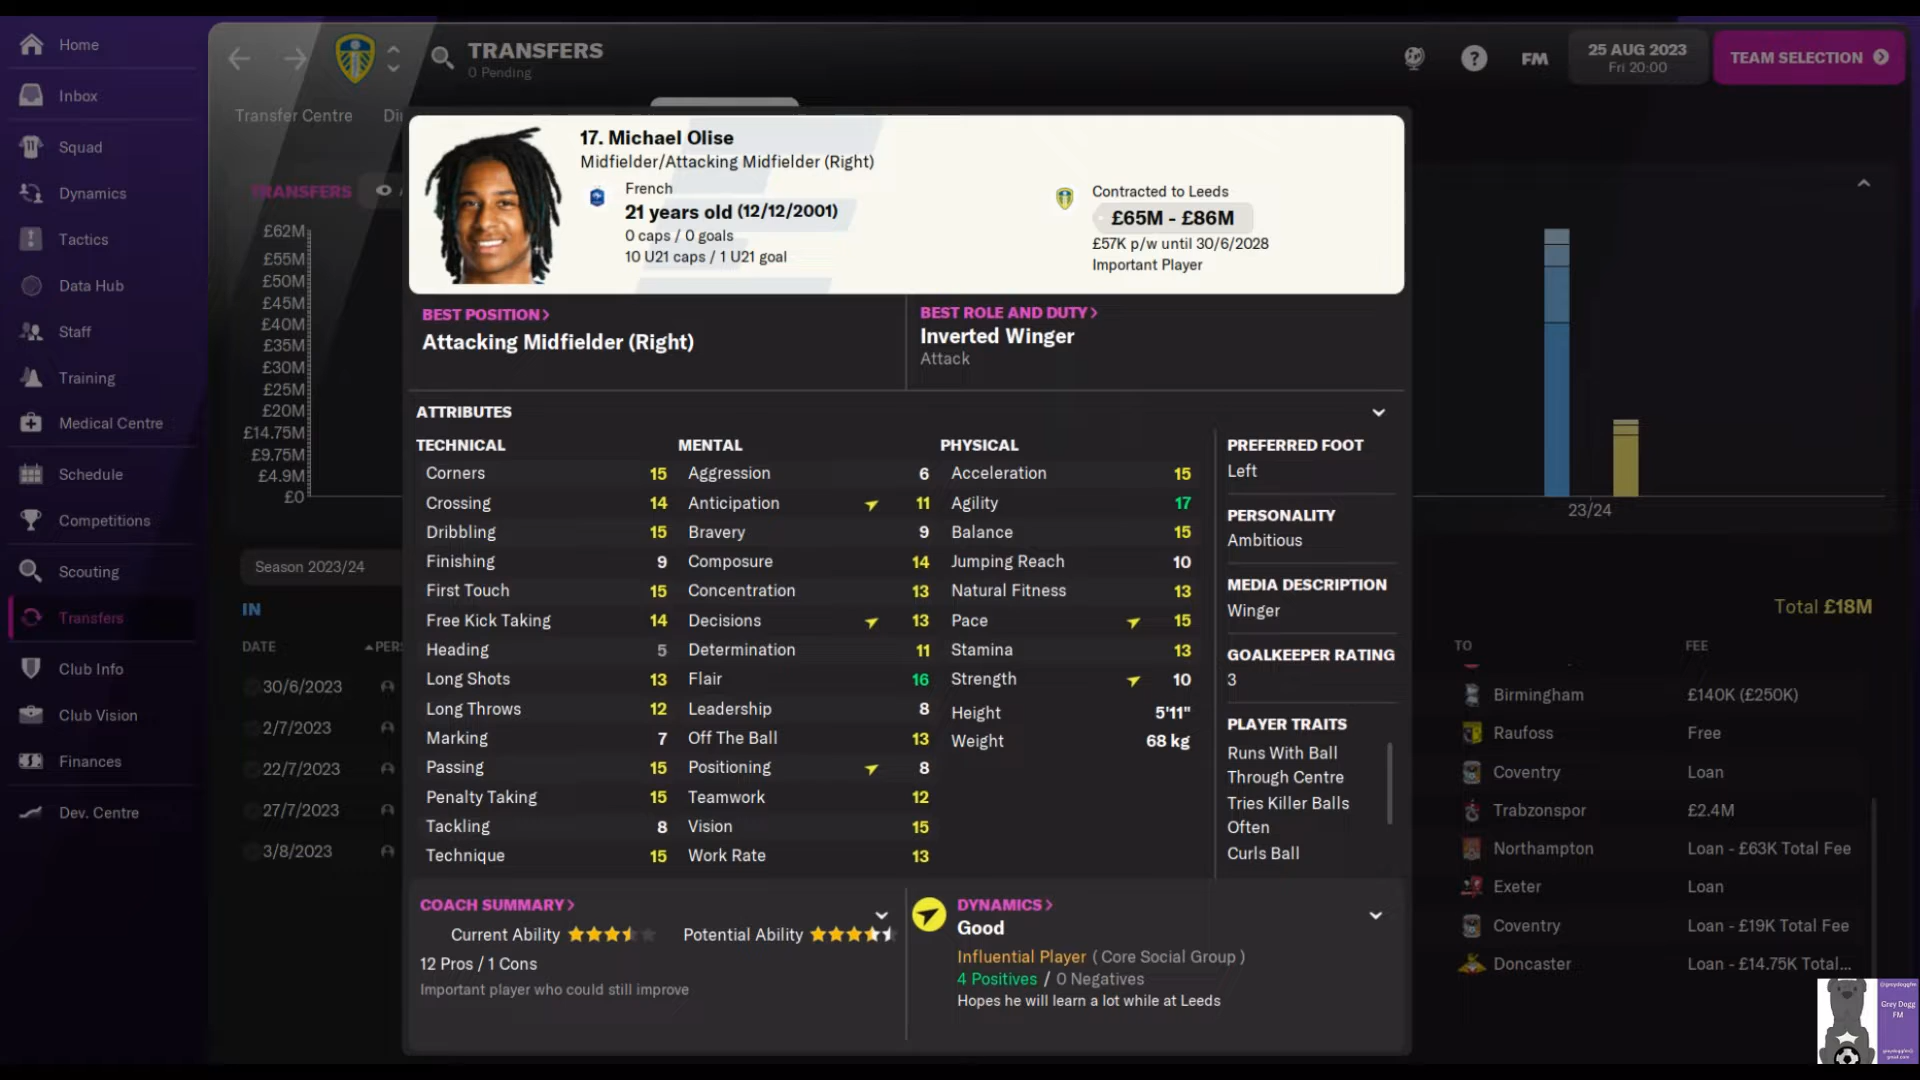 Home
Inbox
Squad
Dynamics
Tactics
Data Hub
Staff
Training
Medical Centre
Schedule
Competitions
Scouting
Transfers
Club Info
Club Vision
Finances
Dev. Centre
TRANSFERS
0 Pending
FM
25 AUG 2023
Fri 20:00
TEAM SELECTION
Transfer Centre
TRANSFERS
£62M
£55M
£50M
£45M
£40M
£35M
£30M
£25M
£20M
£14.75M
£9.75M
£4.9M
£0
23/24
Season 2023/24
IN
DATE
30/6/2023
2/7/2023
22/7/2023
27/7/2023
3/8/2023
17. Michael Olise
Midfielder/Attacking Midfielder (Right)
French
21 years old (12/12/2001)
0 caps / 0 goals
10 U21 caps / 1 U21 goal
Contracted to Leeds
£65M - £86M
£57K p/w until 30/6/2028
Important Player
BEST POSITION>
Attacking Midfielder (Right)
BEST ROLE AND DUTY>
Inverted Winger
Attack
ATTRIBUTES
TECHNICAL
Corners 15
Crossing 14
Dribbling 15
Finishing 9
First Touch 15
Free Kick Taking 14
Heading 5
Long Shots 13
Long Throws 12
Marking 7
Passing 15
Penalty Taking 15
Tackling 8
Technique 15
MENTAL
Aggression 6
Anticipation 11
Bravery 9
Composure 14
Concentration 13
Decisions 13
Determination 11
Flair 16
Leadership 8
Off The Ball 13
Positioning 8
Teamwork 12
Vision 15
Work Rate 13
PHYSICAL
Acceleration 15
Agility 17
Balance 15
Jumping Reach 10
Natural Fitness 13
Pace 15
Stamina 13
Strength 10
Height 5'11"
Weight 68 kg
PREFERRED FOOT
Left
PERSONALITY
Ambitious
MEDIA DESCRIPTION
Winger
GOALKEEPER RATING
3
PLAYER TRAITS
Runs With Ball
Through Centre
Tries Killer Balls
Often
Curls Ball
COACH SUMMARY>
Current Ability
Potential Ability
12 Pros / 1 Cons
Important player who could still improve
DYNAMICS>
Good
Influential Player ( Core Social Group )
4 Positives / 0 Negatives
Hopes he will learn a lot while at Leeds
Total £18M
TO FEE
Birmingham £140K (£250K)
Raufoss Free
Coventry Loan
Trabzonspor £2.4M
Northampton Loan - £63K Total Fee
Exeter Loan
Coventry Loan - £19K Total Fee
Doncaster Loan - £14.75K Total...
Grey Dogg
FM